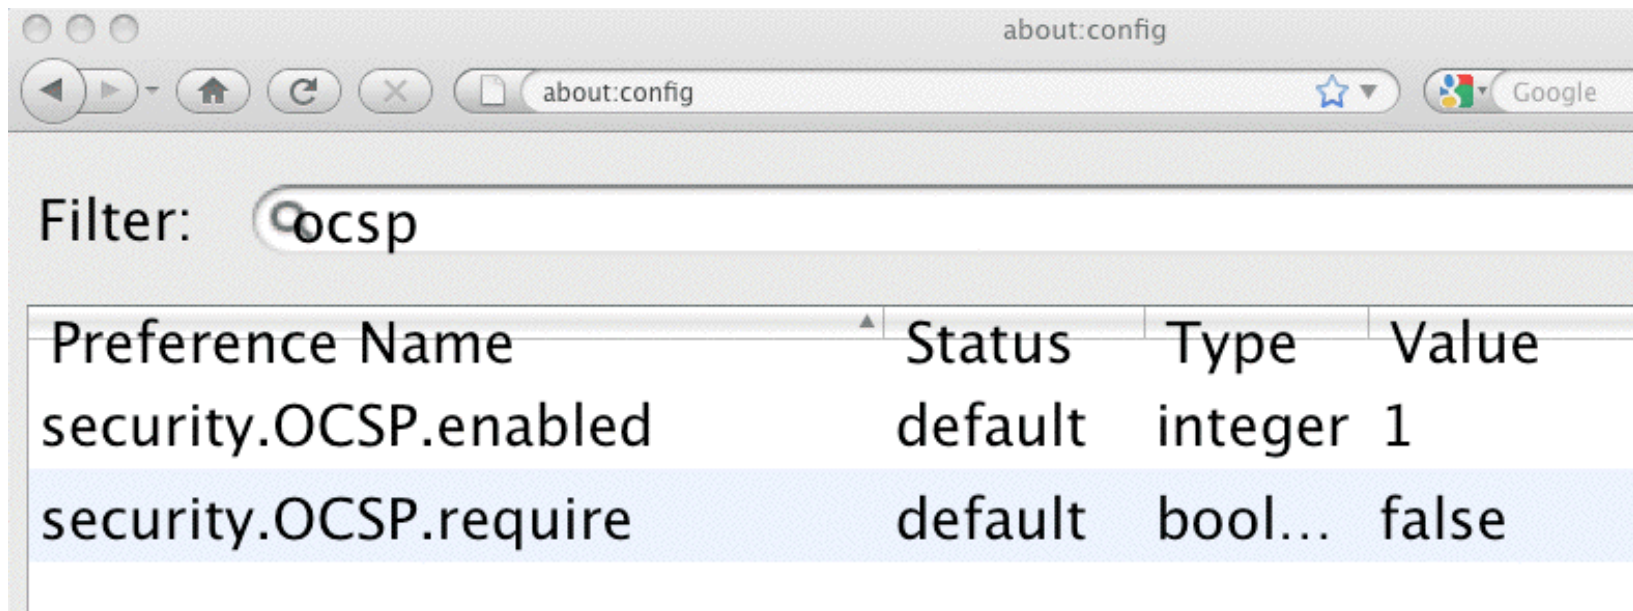 about:config
about:config Google
Filter: ocsp
Preference Name Status Type Value
security.OCSP.enabled default integer 1
security.OCSP.require default bool... false